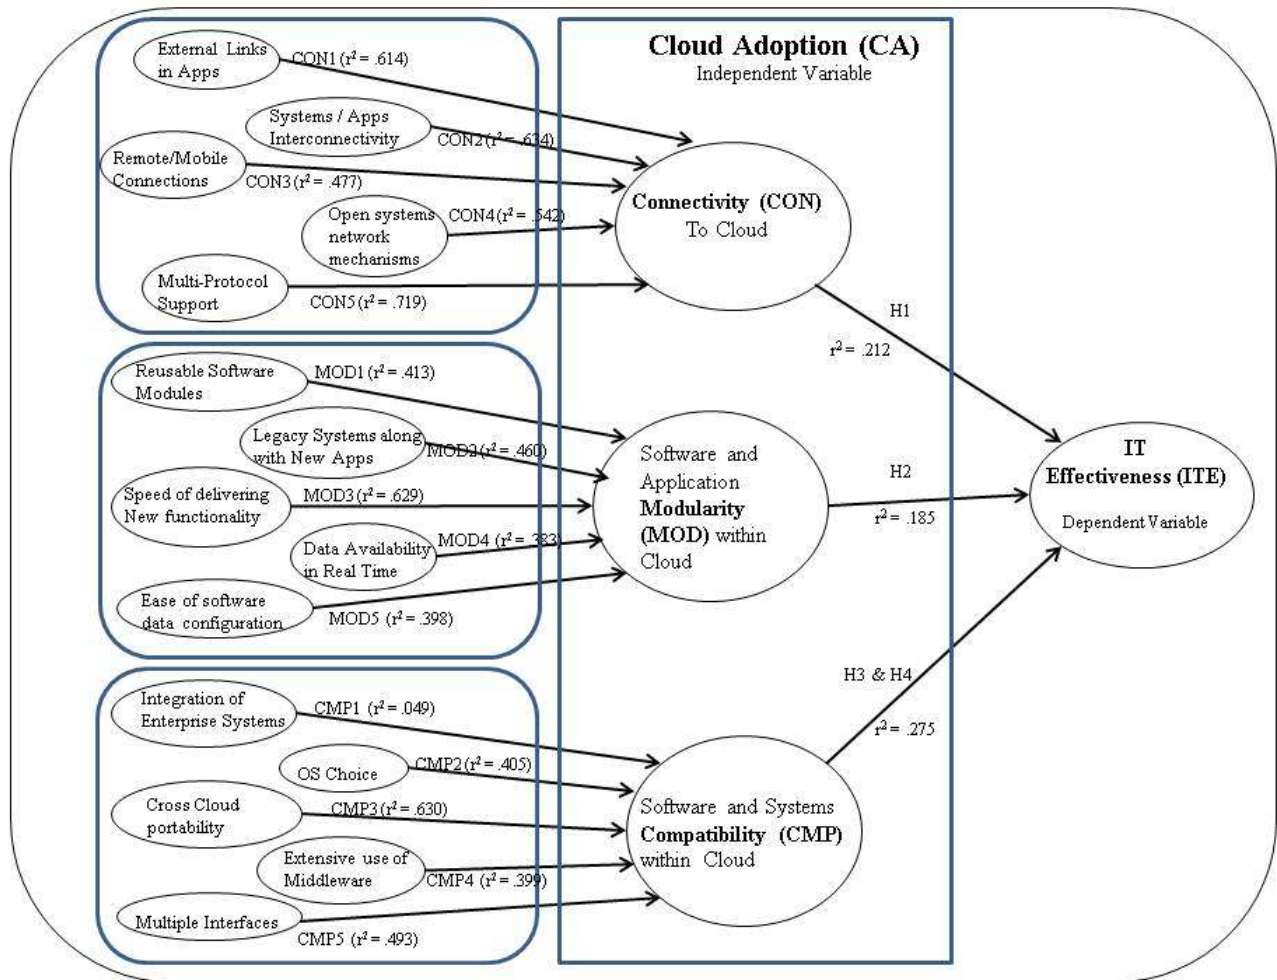 Cloud Adoption (CA)
Independent Variable
External Links
in Apps
CON1 (r² = .614)
Systems / Apps
Interconnectivity
CON2 (r² = .634)
Remote/Mobile
Connections
CON3 (r² = .477)
Open systems
network
mechanisms
CON4 (r² = .542)
Multi-Protocol
Support
CON5 (r² = .719)
Connectivity (CON)
To Cloud
H1
r² = .212
Reusable Software
Modules
MOD1 (r² = .413)
Legacy Systems along
with New Apps
MOD2 (r² = .460)
Speed of delivering
New functionality
MOD3 (r² = .629)
Data Availability
in Real Time
MOD4 (r² = .383)
Ease of software
data configuration
MOD5 (r² = .398)
Software and
Application
Modularity
(MOD) within
Cloud
H2
r² = .185
IT
Effectiveness (ITE)
Dependent Variable
Integration of
Enterprise Systems
CMP1 (r² = .049)
OS Choice
CMP2 (r² = .405)
Cross Cloud
portability
CMP3 (r² = .630)
Extensive use of
Middleware
CMP4 (r² = .399)
Multiple Interfaces
CMP5 (r² = .493)
Software and Systems
Compatibility (CMP)
within Cloud
H3 & H4
r² = .275